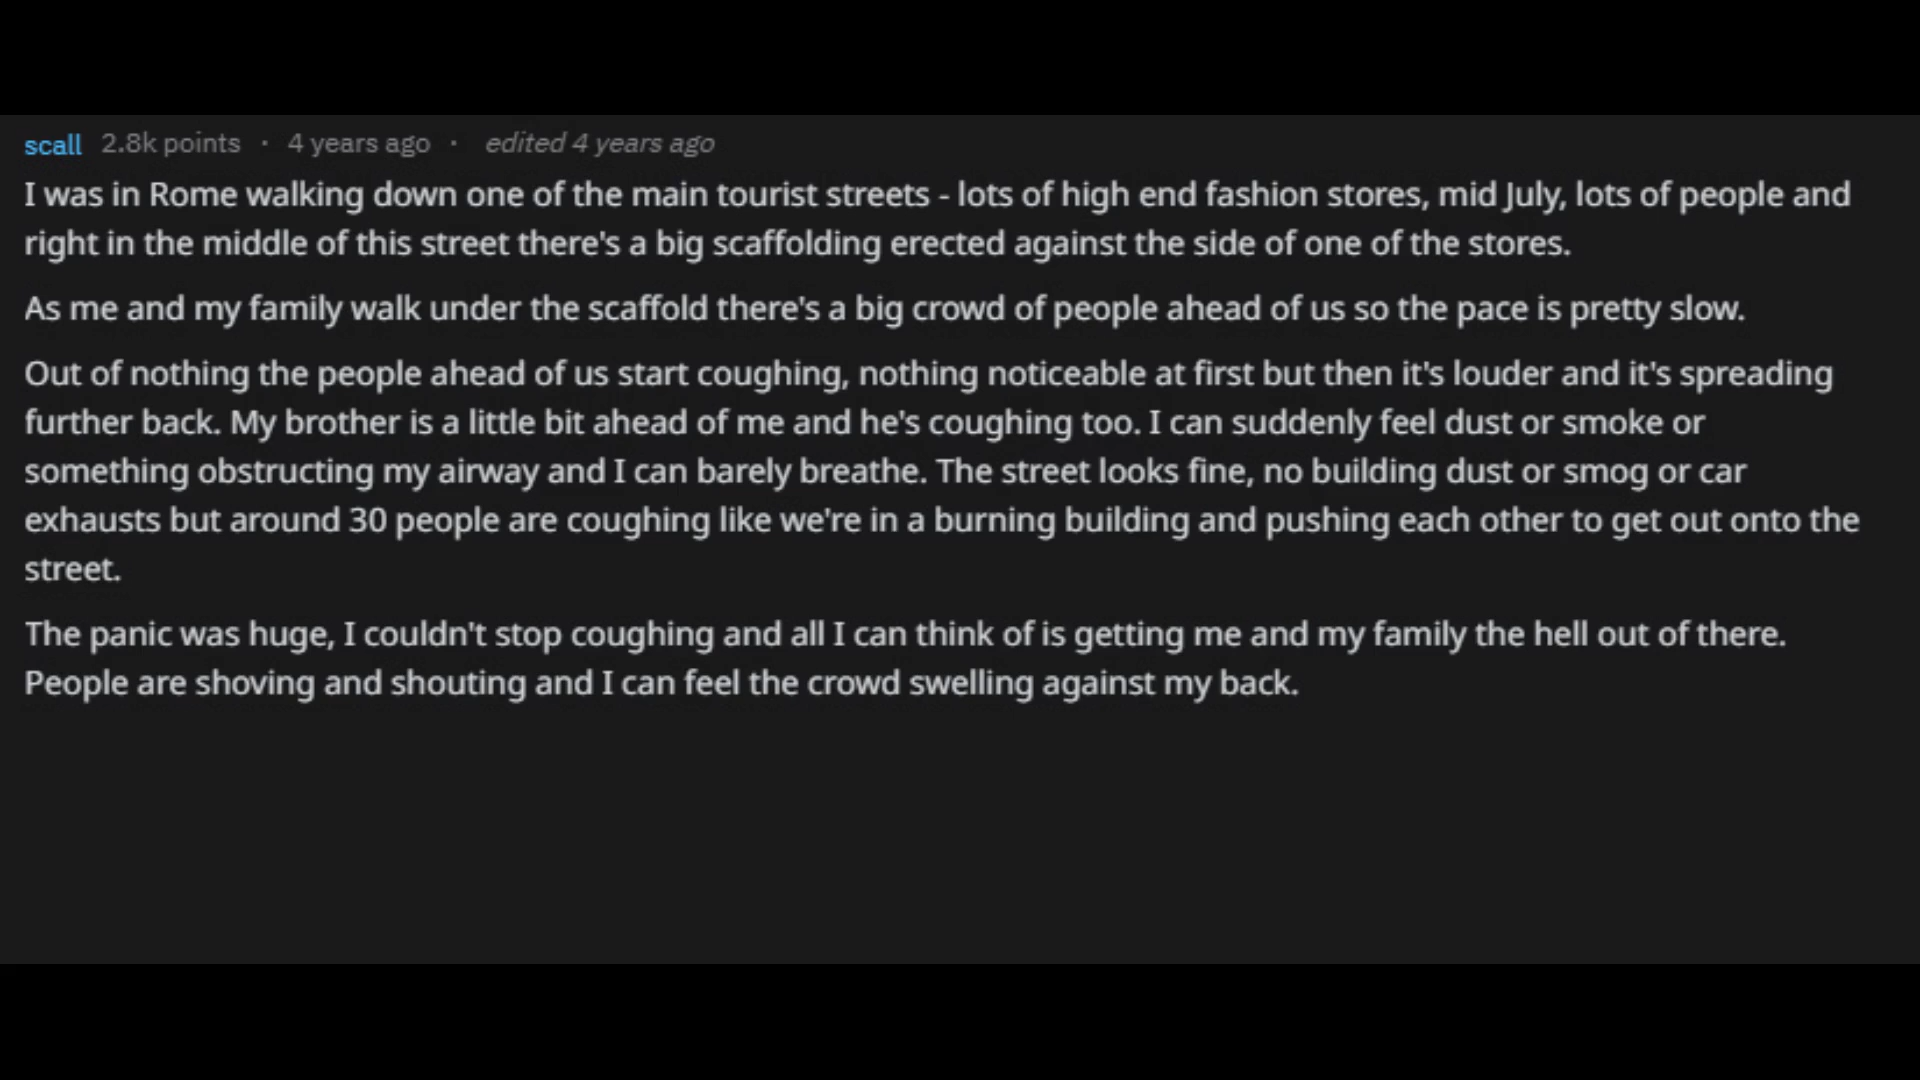 scall 2.8k points · 4 years ago · edited 4 years ago
I was in Rome walking down one of the main tourist streets - lots of high end fashion stores, mid July, lots of people and
right in the middle of this street there's a big scaffolding erected against the side of one of the stores.
As me and my family walk under the scaffold there's a big crowd of people ahead of us so the pace is pretty slow.
Out of nothing the people ahead of us start coughing, nothing noticeable at first but then it's louder and it's spreading
further back. My brother is a little bit ahead of me and he's coughing too. I can suddenly feel dust or smoke or
something obstructing my airway and I can barely breathe. The street looks fine, no building dust or smog or car
exhausts but around 30 people are coughing like we're in a burning building and pushing each other to get out onto the
street.
The panic was huge, I couldn't stop coughing and all I can think of is getting me and my family the hell out of there.
People are shoving and shouting and I can feel the crowd swelling against my back.